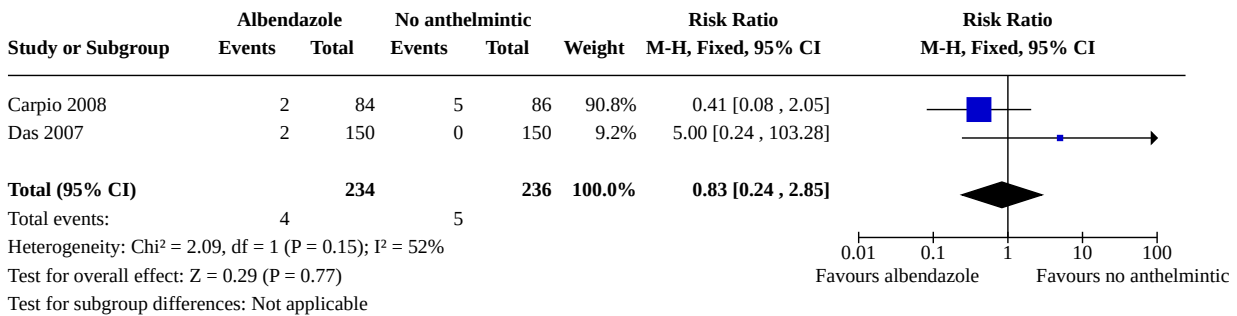 Albendazole No anthelmintic Risk Ratio Risk Ratio
Study or Subgroup Events Total Events Total Weight M-H, Fixed, 95% CI M-H, Fixed, 95% CI
Carpio 2008 2 84 5 86 90.8% 0.41 [0.08 , 2.05]
Das 2007 2 150 0 150 9.2% 5.00 [0.24 , 103.28]
Total (95% CI) 234 236 100.0% 0.83 [0.24 , 2.85]
Total events: 4 5
Heterogeneity: Chi² = 2.09, df = 1 (P = 0.15); I² = 52%
0.01 0.1 1 10 100
Test for overall effect: Z = 0.29 (P = 0.77)
Favours albendazole Favours no anthelmintic
Test for subgroup differences: Not applicable